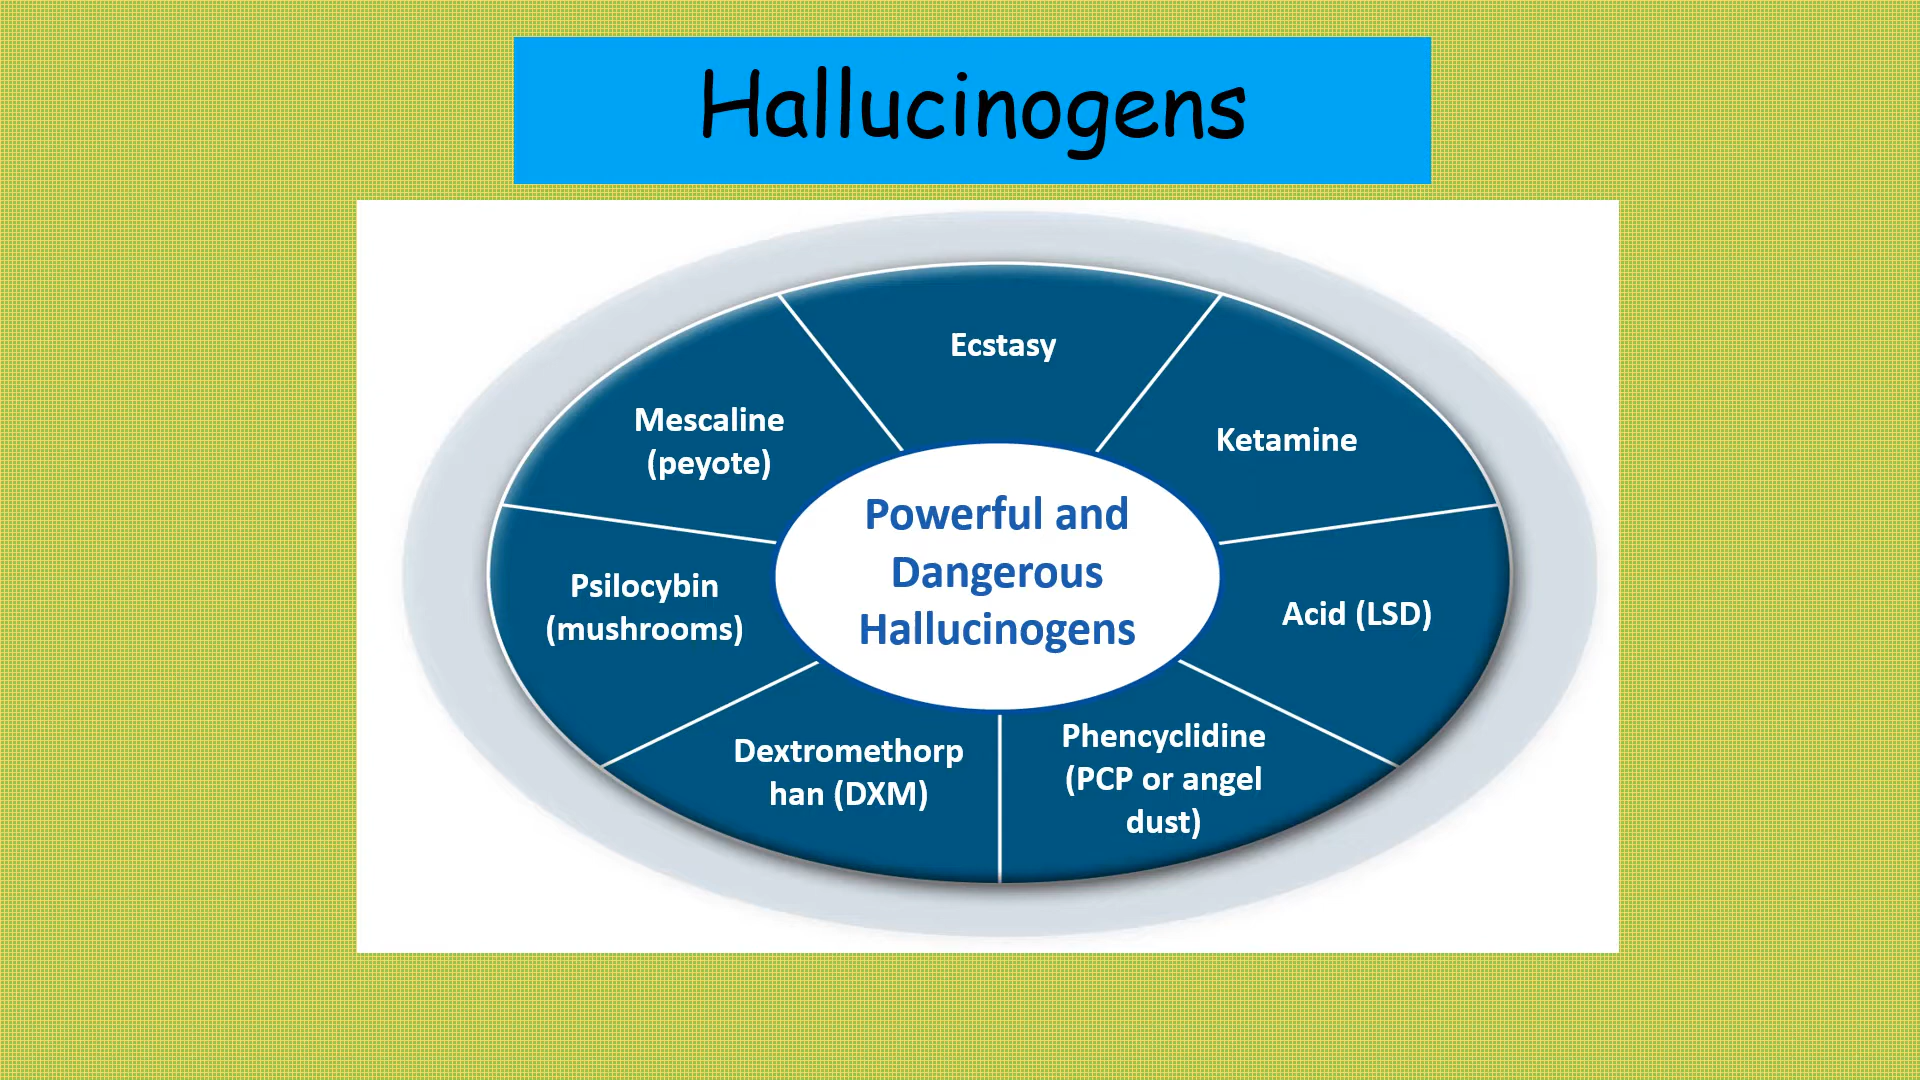 Hallucinogens
Ecstasy
Mescaline
(peyote)
Ketamine
Powerful and
Dangerous
Hallucinogens
Psilocybin
(mushrooms)
Acid (LSD)
Dextromethorp
han (DXM)
Phencyclidine
(PCP or angel
dust)